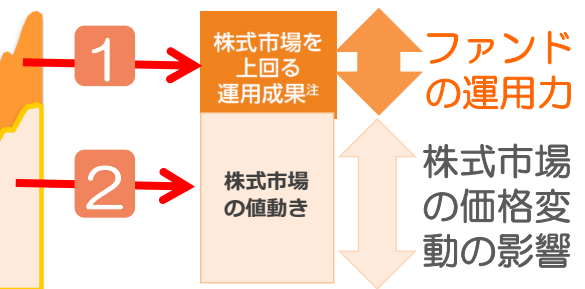 1
株式市場を
上回る
運用成果注
ファンド
の運用力
2
株式市場
の値動き
株式市場
の価格変
動の影響